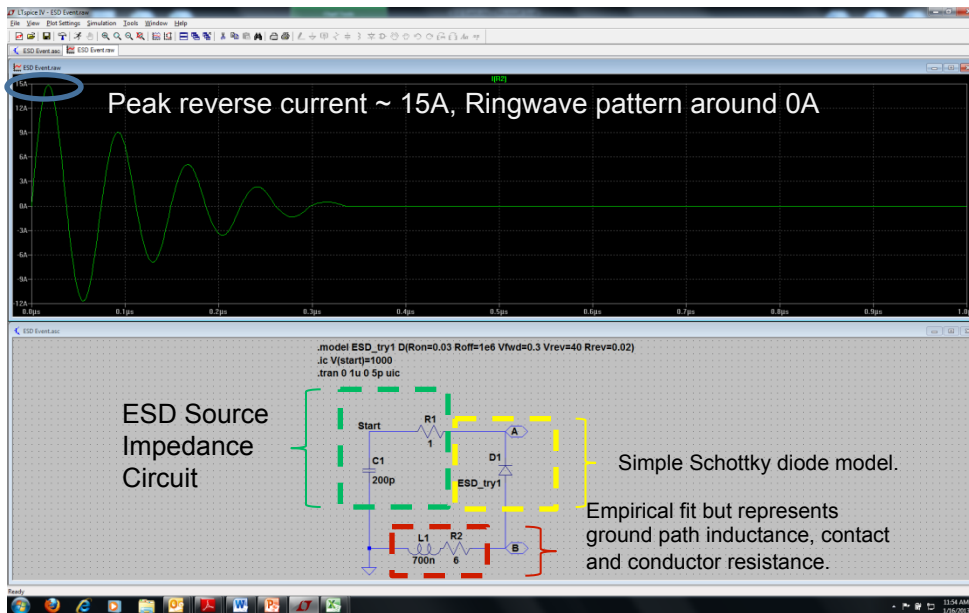 LTspice IV - ESD Event.raw
File View Plot Settings Simulation Tools Window Help
ESD Event.asc ESD Event.raw
ESD Event.raw
I(R2)
15A
Peak reverse current ~ 15A, Ringwave pattern around 0A
12A
9A
6A
3A
0A
-3A
-6A
-9A
-12A
0.0µs 0.1µs 0.2µs 0.3µs 0.4µs 0.5µs 0.6µs 0.7µs 0.8µs 0.9µs 1.0
ESD Event.asc
.model ESD_try1 D(Ron=0.03 Roff=1e6 Vfwd=0.3 Vrev=40 Rrev=0.02)
.ic V(start)=1000
.tran 0 1u 0 5p uic
ESD Source
Impedance
Circuit
Start
R1
1
C1
200p
A
D1
ESD_try1
Simple Schottky diode model.
L1
700n
R2
6
B
Empirical fit but represents
ground path inductance, contact
and conductor resistance.
Ready
11:54 AM